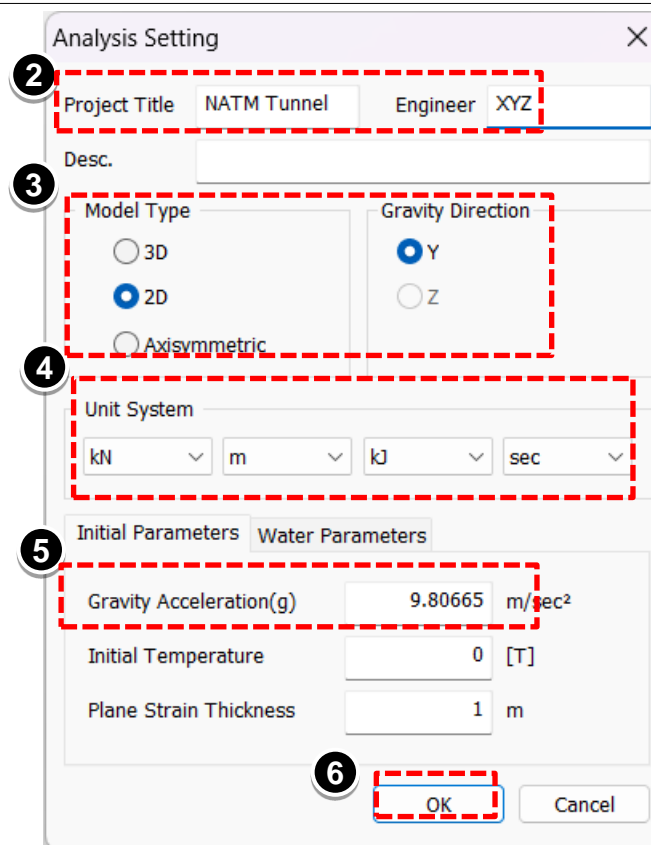 Analysis Setting
2
Project Title NATM Tunnel Engineer XYZ
Desc.
3
Model Type Gravity Direction
3D Y
2D Z
Axisymmetric
4
Unit System
kN m kJ sec
Initial Parameters Water Parameters
5
Gravity Acceleration(g) 9.80665 m/sec²
Initial Temperature 0 [T]
Plane Strain Thickness 1 m
6
OK Cancel